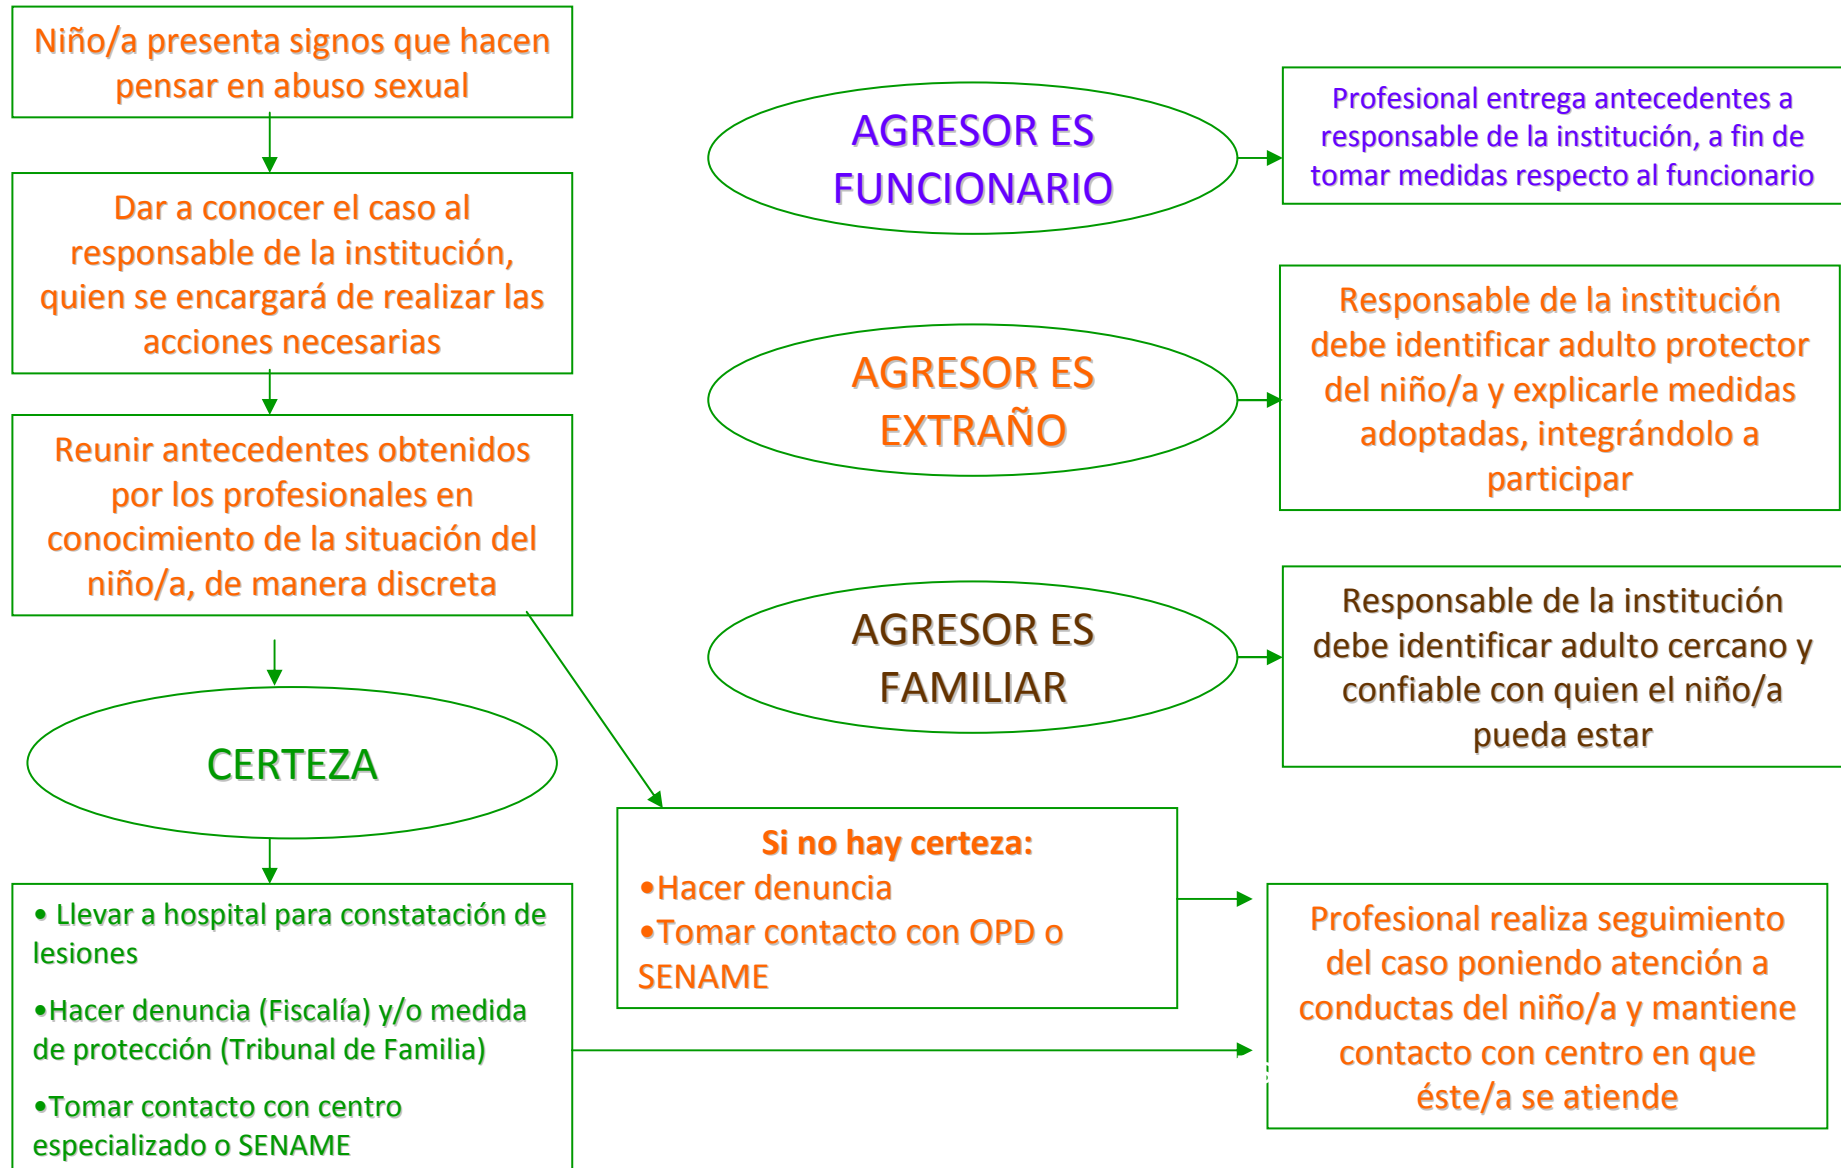 Niño/a presenta signos que hacen
pensar en abuso sexual
Dar a conocer el caso al
responsable de la institución,
quien se encargará de realizar las
acciones necesarias
Reunir antecedentes obtenidos
por los profesionales en
conocimiento de la situación del
niño/a, de manera discreta
CERTEZA
• Llevar a hospital para constatación de
lesiones
•Hacer denuncia (Fiscalía) y/o medida
de protección (Tribunal de Familia)
•Tomar contacto con centro
especializado o SENAME
AGRESOR ES
FUNCIONARIO
Profesional entrega antecedentes a
responsable de la institución, a fin de
tomar medidas respecto al funcionario
AGRESOR ES
EXTRAÑO
Responsable de la institución
debe identificar adulto protector
del niño/a y explicarle medidas
adoptadas, integrándolo a
participar
AGRESOR ES
FAMILIAR
Responsable de la institución
debe identificar adulto cercano y
confiable con quien el niño/a
pueda estar
Si no hay certeza:
•Hacer denuncia
•Tomar contacto con OPD o
SENAME
Profesional realiza seguimiento
del caso poniendo atención a
conductas del niño/a y mantiene
contacto con centro en que
éste/a se atiende